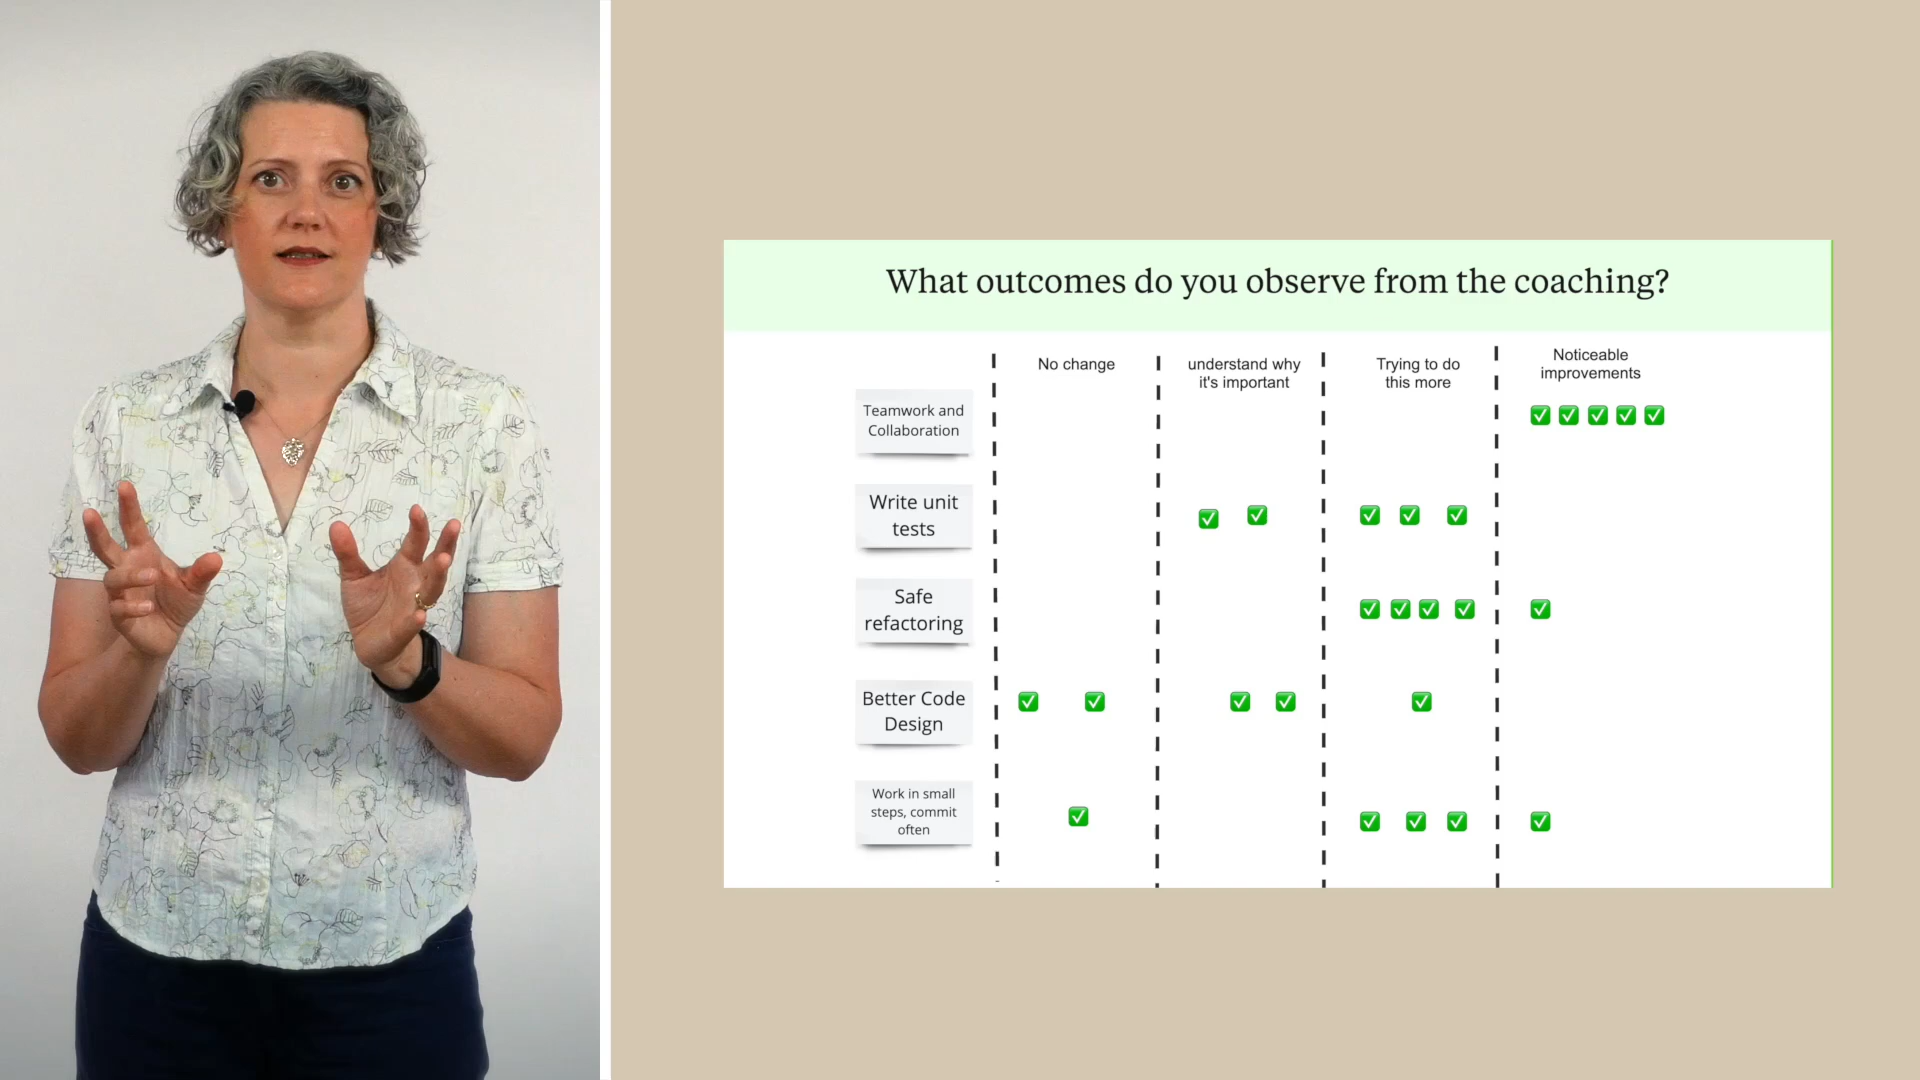 What outcomes do you observe from the coaching?
No change
understand why
it's important
Trying to do
this more
Noticeable
improvements
Teamwork and
Collaboration
Write unit
tests
Safe
refactoring
Better Code
Design
Work in small
steps, commit
often